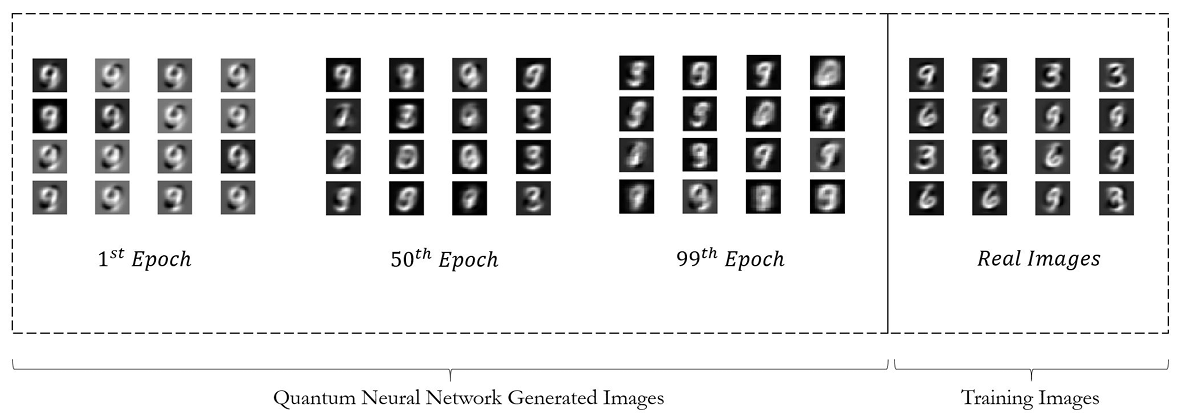 1st Epoch
50th Epoch
99th Epoch
Real Images
Quantum Neural Network Generated Images
Training Images